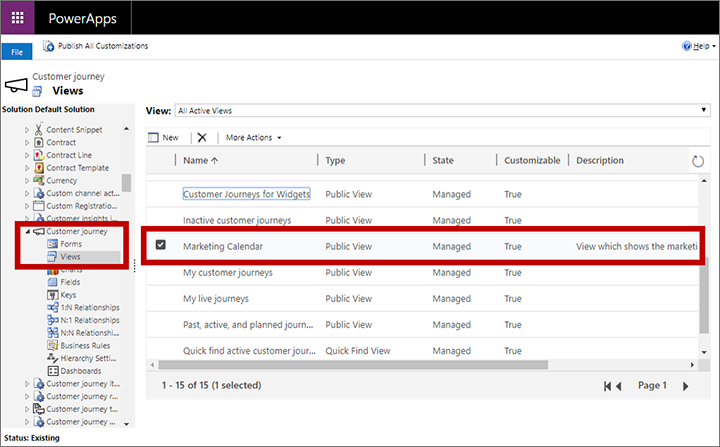 PowerApps
File Publish All Customizations Help
Customer journey
Views
Solution Default Solution
Content Snippet
Contract
Contract Line
Contract Template
Currency
Custom channel act...
Custom Registration...
Customer insights i...
Customer journey
Forms
Views
Charts
Fields
Keys
1:N Relationships
N:1 Relationships
N:N Relationshi...
Business Rules
Hierarchy Setti...
Dashboards
Customer journey it...
Customer journey r...
Customer journey t...
Customer journey ...
View: All Active Views
New More Actions
Name Type State Customizable Description
Customer Journeys for Widgets Public View Managed True
Inactive customer journeys Public View Managed True
Marketing Calendar Public View Managed True View which shows the marketi
My customer journeys Public View Managed True
My live journeys Public View Managed True
Past, active, and planned journ... Public View Managed True
Quick find active customer jour... Quick Find View Managed True
1 - 15 of 15 (1 selected) Page 1
Status: Existing